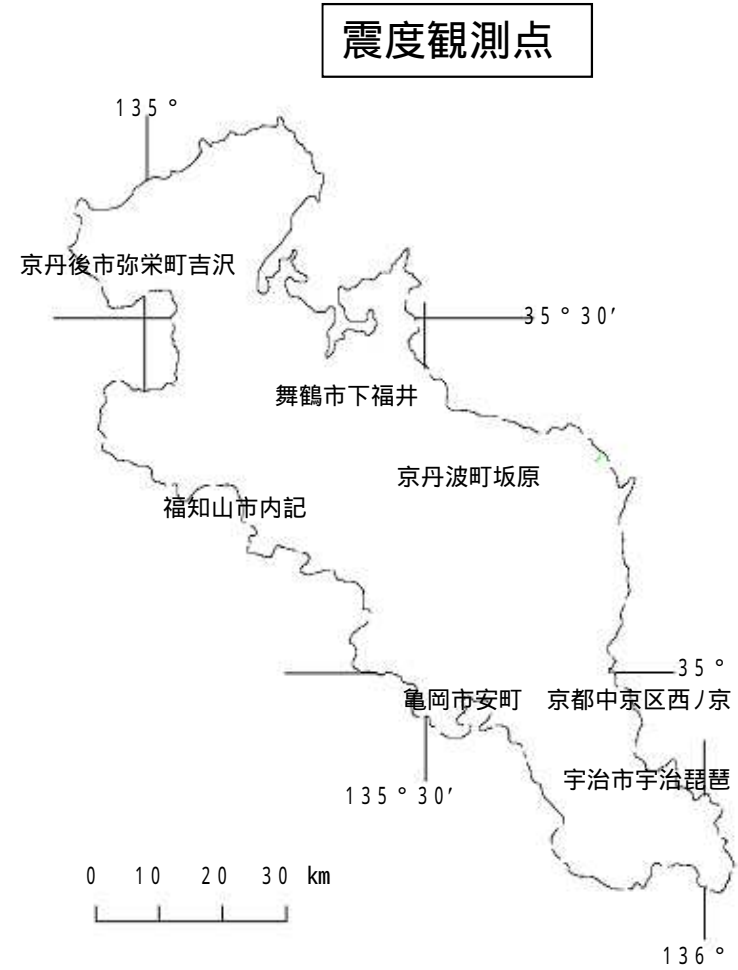 震度観測点
135°
京丹後市弥栄町吉沢
35°30′
舞鶴市下福井
京丹波町坂原
福知山市内記
35°
亀岡市安町
京都中京区西ノ京
宇治市宇治琵琶
135°30′
0 10 20 30 km
136°